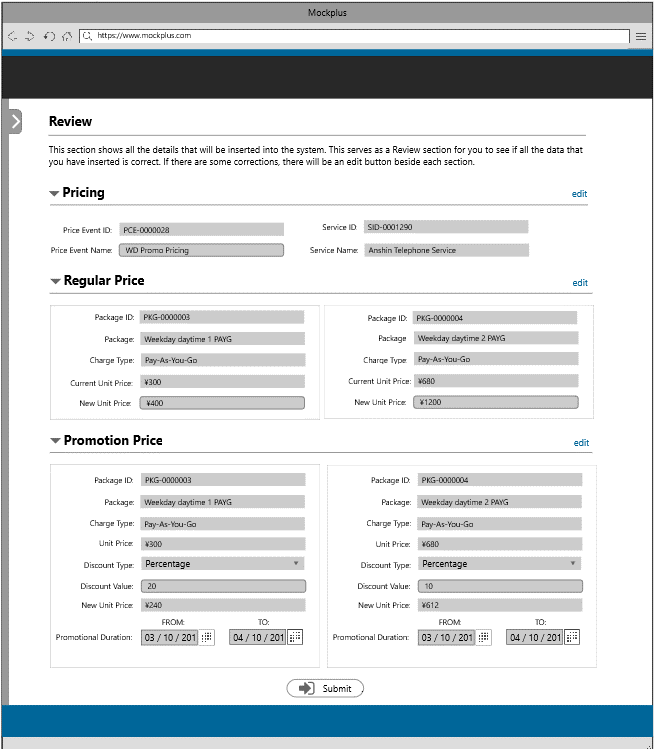 Mockplus
https://www.mockplus.com
Review
This section shows all the details that will be inserted into the system. This serves as a Review section for you to see if all the data that
you have inserted is correct. If there are some corrections, there will be an edit button beside each section.
Pricing edit
Price Event ID: PCE-0000028 Service ID: SID-0001290
Price Event Name: WD Promo Pricing Service Name: Anshin Telephone Service
Regular Price edit
Package ID: PKG-0000003 Package ID: PKG-0000004
Package: Weekday daytime 1 PAYG Package Weekday daytime 2 PAYG
Charge Type: Pay-As-You-Go Charge Type: Pay-As-You-Go
Current Unit Price: ¥300 Current Unit Price: ¥680
New Unit Price: ¥400 New Unit Price: ¥1200
Promotion Price edit
Package ID: PKG-0000003 Package ID: PKG-0000004
Package: Weekday daytime 1 PAYG Package: Weekday daytime 2 PAYG
Charge Type: Pay-As-You-Go Charge Type: Pay-As-You-Go
Unit Price: ¥300 Unit Price: ¥680
Discount Type: Percentage Discount Type: Percentage
Discount Value: 20 Discount Value: 10
New Unit Price: ¥240 New Unit Price: ¥612
FROM: TO: FROM: TO:
Promotional Duration: 03 / 10 / 201 04 / 10 / 201 Promotional Duration: 03 / 10 / 201 04 / 10 / 201
Submit